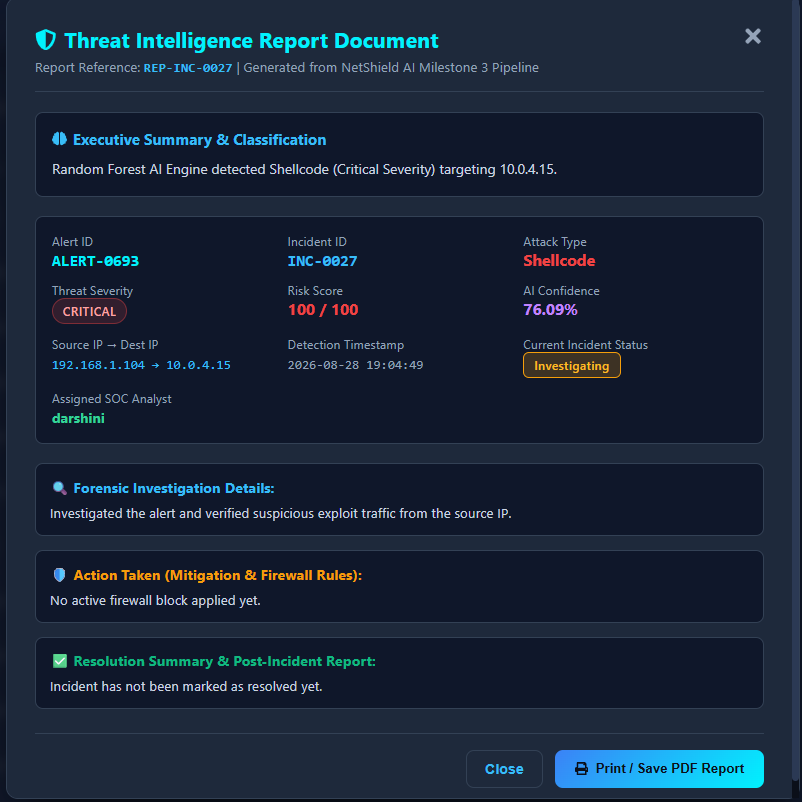 Threat Intelligence Report Document
Report Reference: REP-INC-0027 | Generated from NetShield AI Milestone 3 Pipeline
Executive Summary & Classification
Random Forest AI Engine detected Shellcode (Critical Severity) targeting 10.0.4.15.
Alert ID
ALERT-0693
Incident ID
INC-0027
Attack Type
Shellcode
Threat Severity
CRITICAL
Risk Score
100 / 100
AI Confidence
76.09%
Source IP → Dest IP
192.168.1.104 → 10.0.4.15
Detection Timestamp
2026-08-28 19:04:49
Current Incident Status
Investigating
Assigned SOC Analyst
darshini
Forensic Investigation Details:
Investigated the alert and verified suspicious exploit traffic from the source IP.
Action Taken (Mitigation & Firewall Rules):
No active firewall block applied yet.
Resolution Summary & Post-Incident Report:
Incident has not been marked as resolved yet.
Close
Print / Save PDF Report